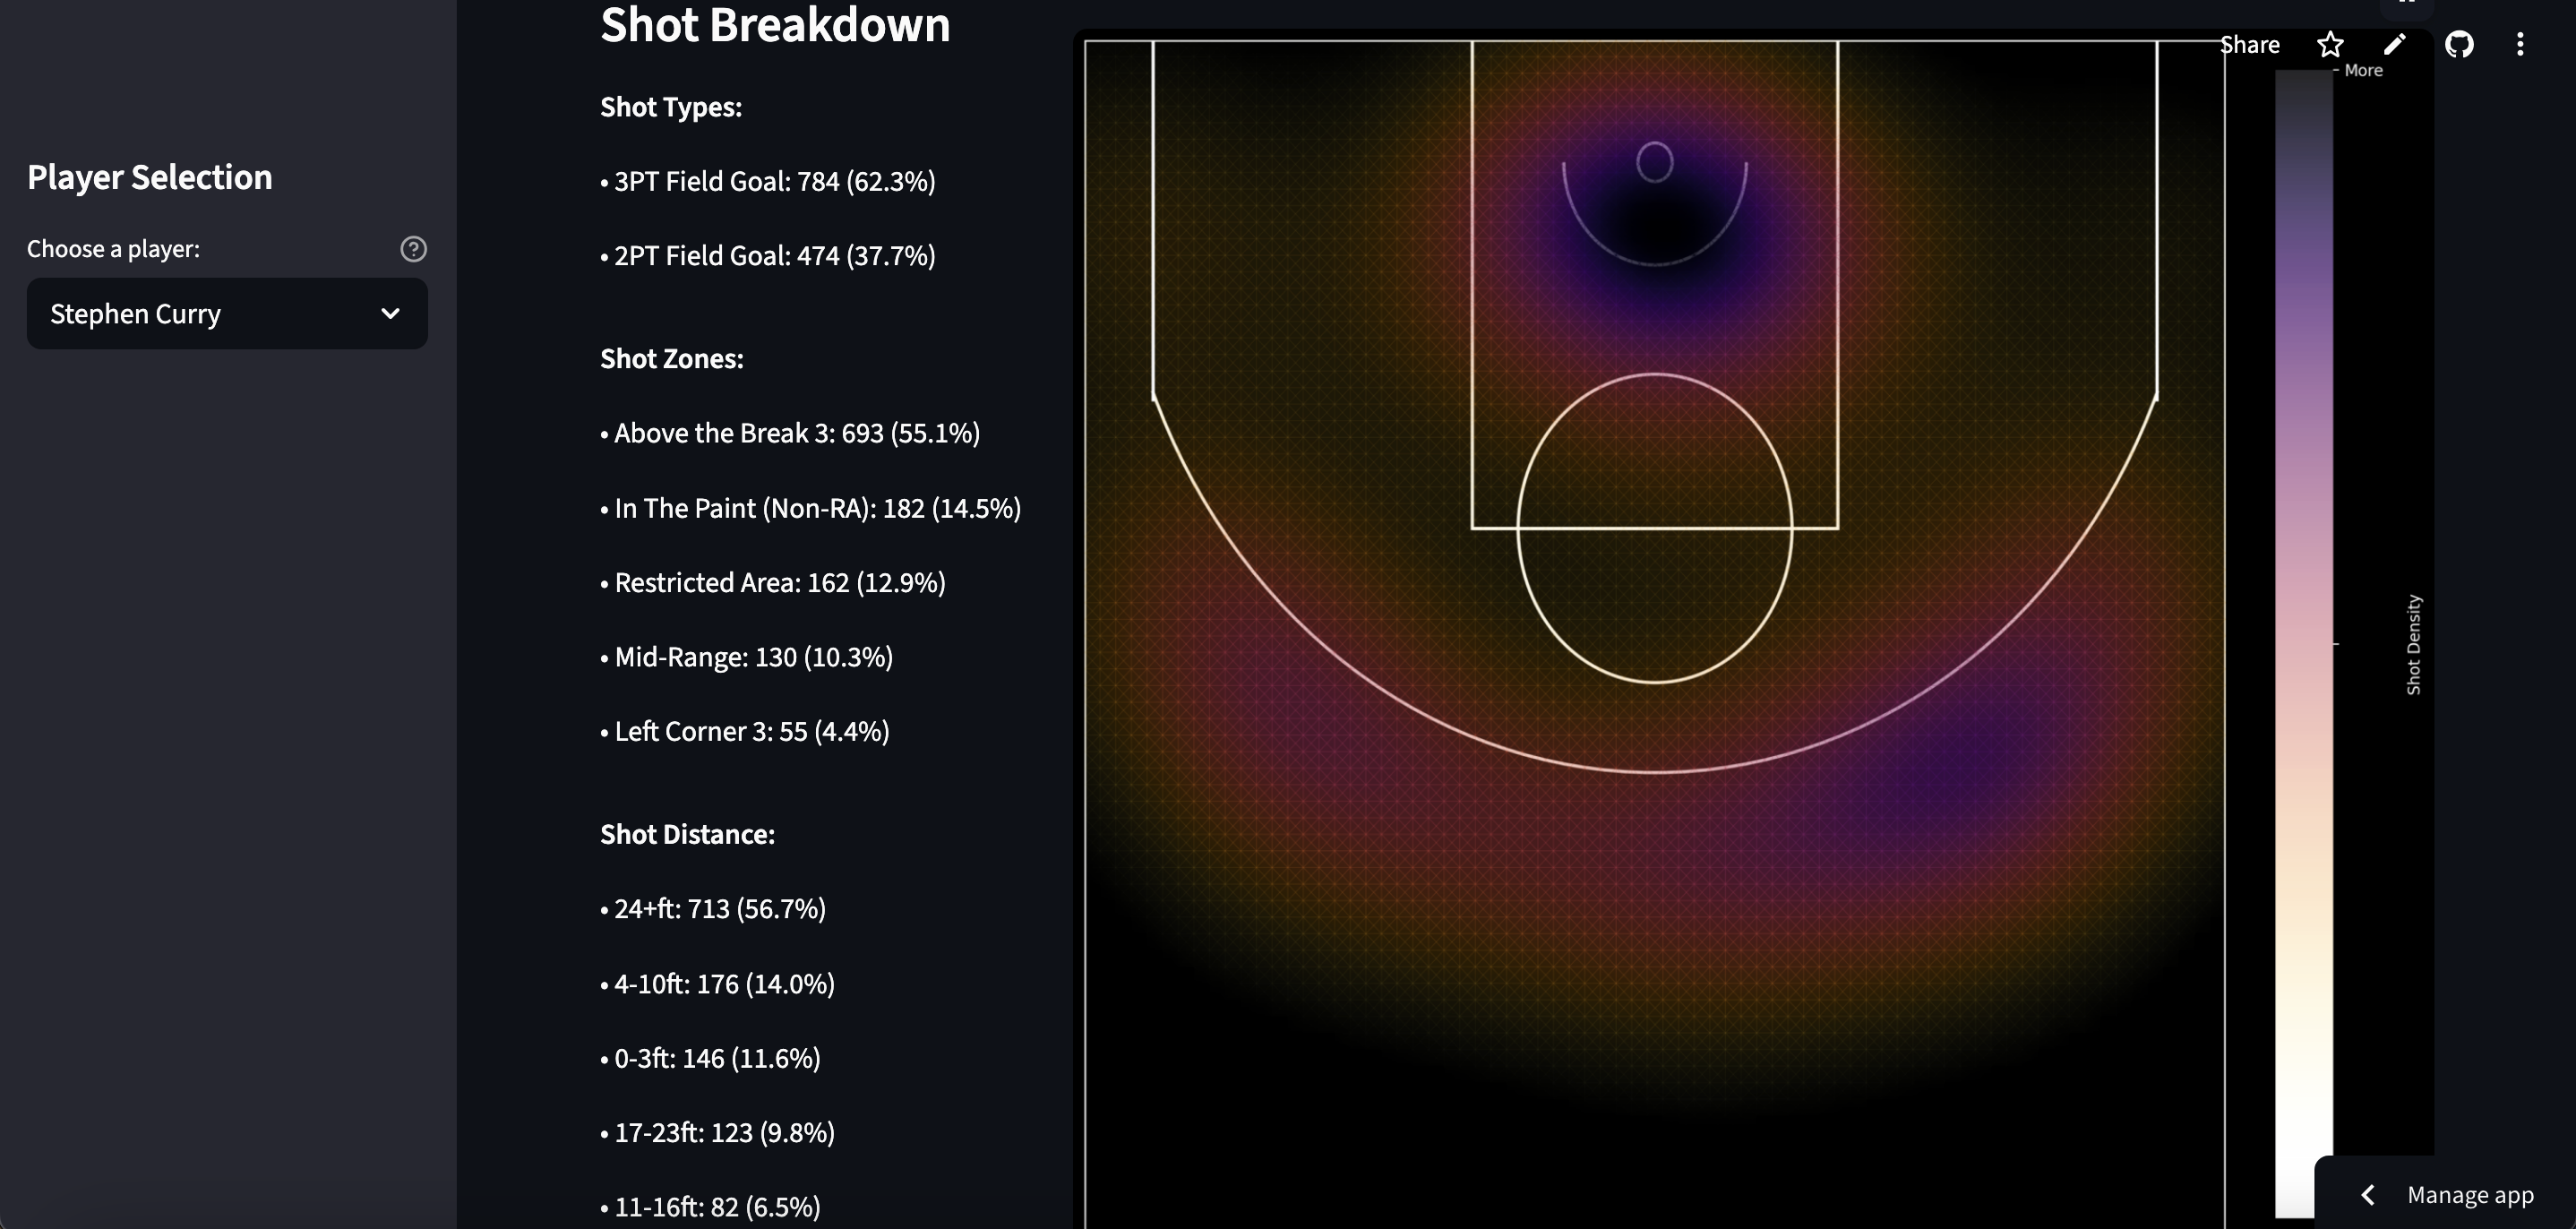 Player Selection
Choose a player:
Stephen Curry
Shot Breakdown
Shot Types:
• 3PT Field Goal: 784 (62.3%)
• 2PT Field Goal: 474 (37.7%)
Shot Zones:
• Above the Break 3: 693 (55.1%)
• In The Paint (Non-RA): 182 (14.5%)
• Restricted Area: 162 (12.9%)
• Mid-Range: 130 (10.3%)
• Left Corner 3: 55 (4.4%)
Shot Distance:
• 24+ft: 713 (56.7%)
• 4-10ft: 176 (14.0%)
• 0-3ft: 146 (11.6%)
• 17-23ft: 123 (9.8%)
• 11-16ft: 82 (6.5%)
Share
More
Shot Density
Manage app